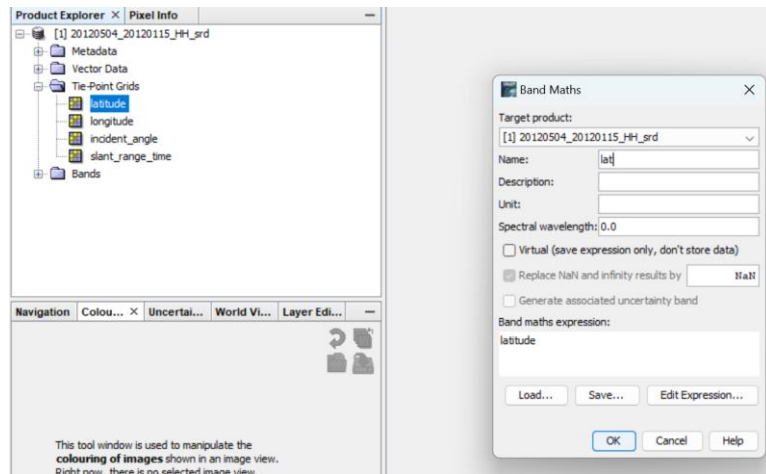 Product Explorer × Pixel Info
[1] 20120504_20120115_HH_srd
Metadata
Vector Data
Tie-Point Grids
latitude
longitude
incident_angle
slant_range_time
Bands
Navigation Colou... × Uncertai... World Vi... Layer Edi...
This tool window is used to manipulate the
colouring of images shown in an image view.
Right now, there is no selected image view.
Band Maths
Target product:
[1] 20120504_20120115_HH_srd
Name: lat
Description:
Unit:
Spectral wavelength: 0.0
Virtual (save expression only, don't store data)
Replace NaN and infinity results by NaN
Generate associated uncertainty band
Band maths expression:
latitude
Load... Save... Edit Expression...
OK Cancel Help